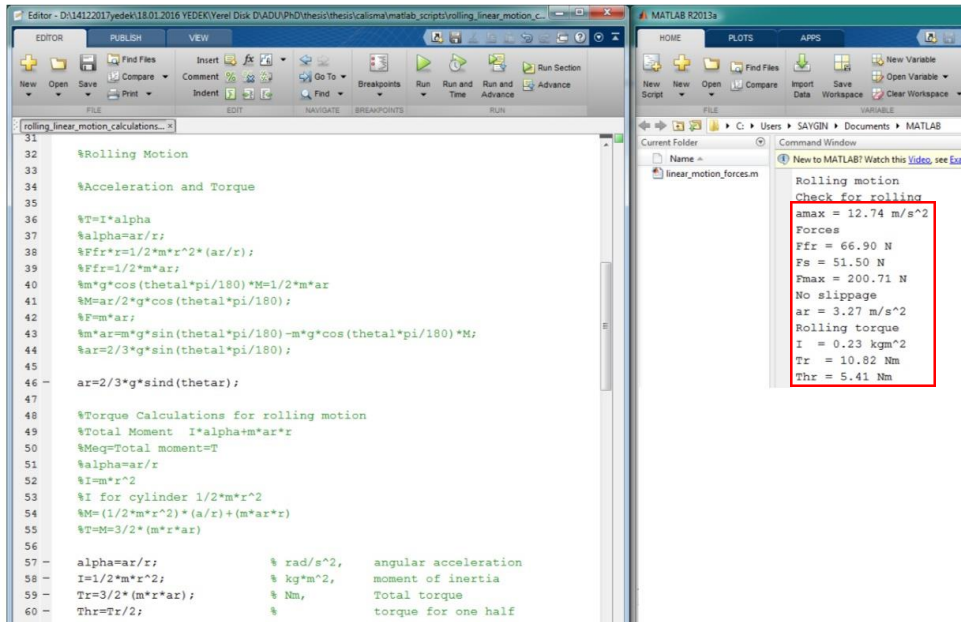 Editor - D:\14122017yedek\18.01.2016 YEDEK\Yerel Disk D\ADU\PhD\thesis\thesis\calisma\matlab_scripts\rolling_linear_motion_c...
EDITOR PUBLISH VIEW
New Open Save Find Files Compare Print
Insert Comment Indent
Go To Find
Breakpoints
Run Run and Time Run and Advance Run Section Advance
FILE EDIT NAVIGATE BREAKPOINTS RUN
rolling_linear_motion_calculations...
31
32 %Rolling Motion
33
34 %Acceleration and Torque
35
36 %T=I*alpha
37 %alpha=ar/r;
38 %Ffr*r=1/2*m*r^2*(ar/r);
39 %Ffr=1/2*m*ar;
40 %m*g*cos(thetal*pi/180)*M=1/2*m*ar
41 %M=ar/2*g*cos(thetal*pi/180);
42 %F=m*ar;
43 %m*ar=m*g*sin(thetal*pi/180)-m*g*cos(thetal*pi/180)*M;
44 %ar=2/3*g*sin(thetal*pi/180);
45
46 - ar=2/3*g*sind(thetar);
47
48 %Torque Calculations for rolling motion
49 %Total Moment I*alpha+m*ar*r
50 %Meq=Total moment=T
51 %alpha=ar/r
52 %I=m*r^2
53 %I for cylinder 1/2*m*r^2
54 %M=(1/2*m*r^2)*(a/r)+(m*ar*r)
55 %T=M=3/2*(m*r*ar)
56
57 - alpha=ar/r; % rad/s^2, angular acceleration
58 - I=1/2*m*r^2; % kg*m^2, moment of inertia
59 - Tr=3/2*(m*r*ar); % Nm, Total torque
60 - Thr=Tr/2; % torque for one half
MATLAB R2013a
HOME PLOTS APPS
New Script New Open Find Files Compare
Import Data Save Workspace New Variable Open Variable Clear Workspace
FILE VARIABLE
C: Users SAYGIN Documents MATLAB
Current Folder
Name
linear_motion_forces.m
Command Window
New to MATLAB? Watch this Video, see
Rolling motion
Check for rolling
amax = 12.74 m/s^2
Forces
Ffr = 66.90 N
Fs = 51.50 N
Fmax = 200.71 N
No slippage
ar = 3.27 m/s^2
Rolling torque
I = 0.23 kgm^2
Tr = 10.82 Nm
Thr = 5.41 Nm